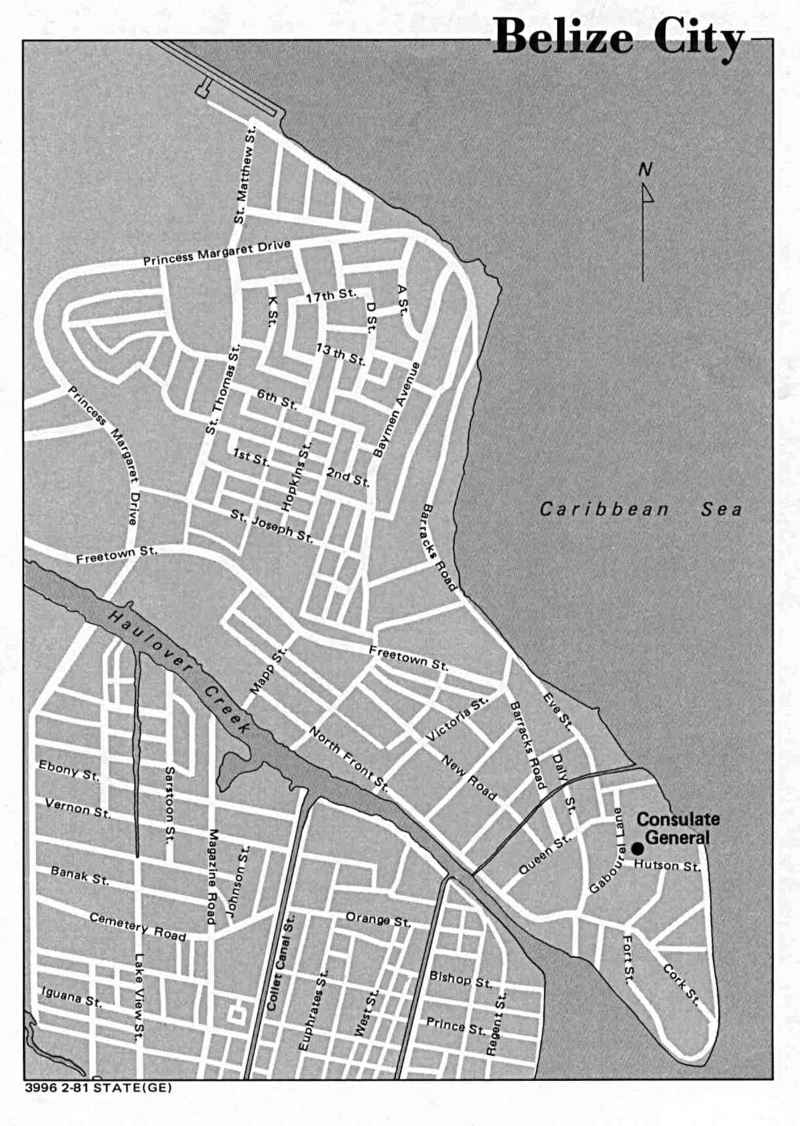 Belize City
N
St. Matthew St.
Princess Margaret Drive
K St.
17th St.
D St.
A St.
13 th St.
St. Thomas St.
6th St.
Baymen Avenue
Princess Margaret Drive
1st St.
Hopkins St.
2nd St.
St. Joseph St.
Caribbean Sea
Barracks Road
Freetown St.
Haulover Creek
Mapp St.
Freetown St.
Victoria St.
Eve St.
Barracks Road
North Front St.
New Road
Daly St.
Ebony St.
Sarstoon St.
Vernon St.
Magazine Road
Johnson St.
Queen St.
Gabourel Lane
Consulate
General
Hutson St.
Banak St.
Cemetery Road
Orange St.
Collet Canal St.
Lake View St.
Fort St.
Cork St.
Iguana St.
Euphrates St.
West St.
Bishop St.
Prince St.
Regent St.
3996 2-81 STATE(GE)